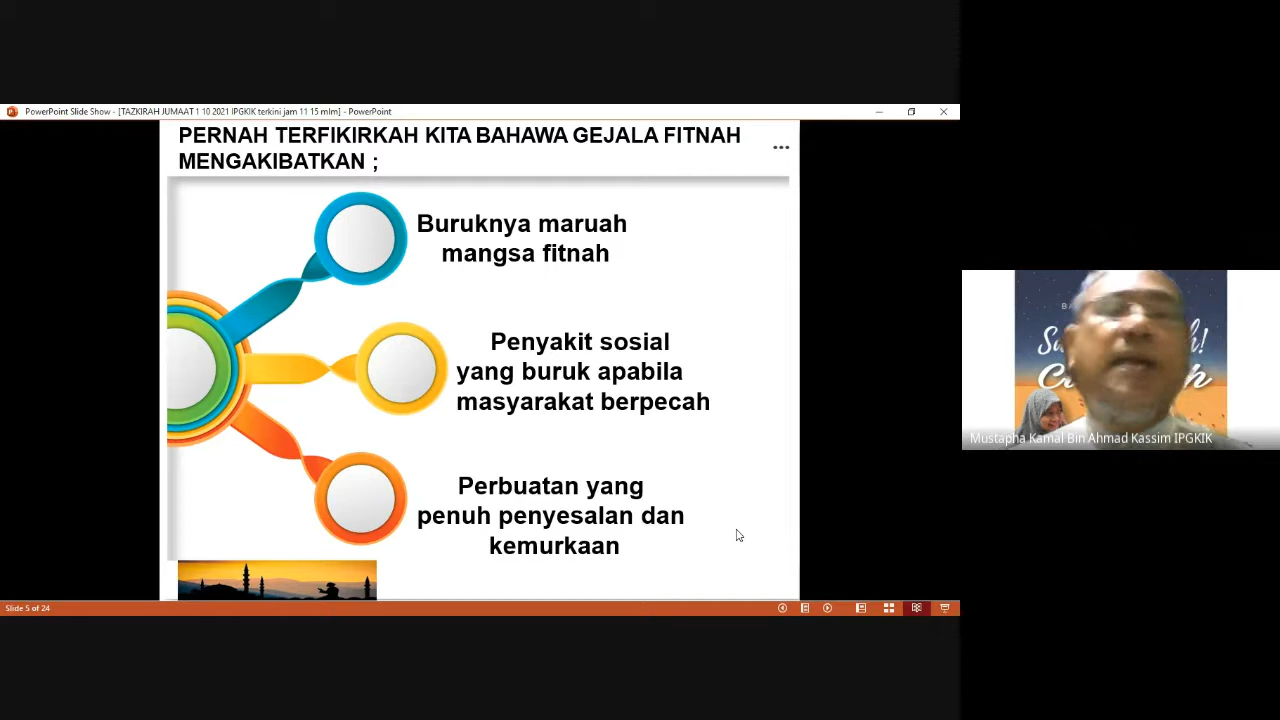 PowerPoint Slide Show - [TAZKIRAH JUMAAT 1 10 2021 IPGKIK terkini jam 11 15 mlm] - PowerPoint
PERNAH TERFIKIRKAH KITA BAHAWA GEJALA FITNAH
MENGAKIBATKAN ;
Buruknya maruah
mangsa fitnah
Penyakit sosial
yang buruk apabila
masyarakat berpecah
Perbuatan yang
penuh penyesalan dan
kemurkaan
Mustapha Kamal Bin Ahmad Kassim IPGKIK
Slide 5 of 24